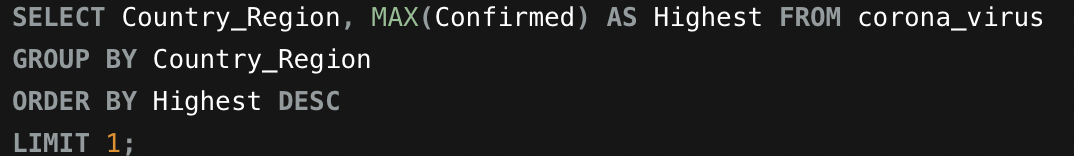 SELECT Country_Region, MAX(Confirmed) AS Highest FROM corona_virus
GROUP BY Country_Region
ORDER BY Highest DESC
LIMIT 1;